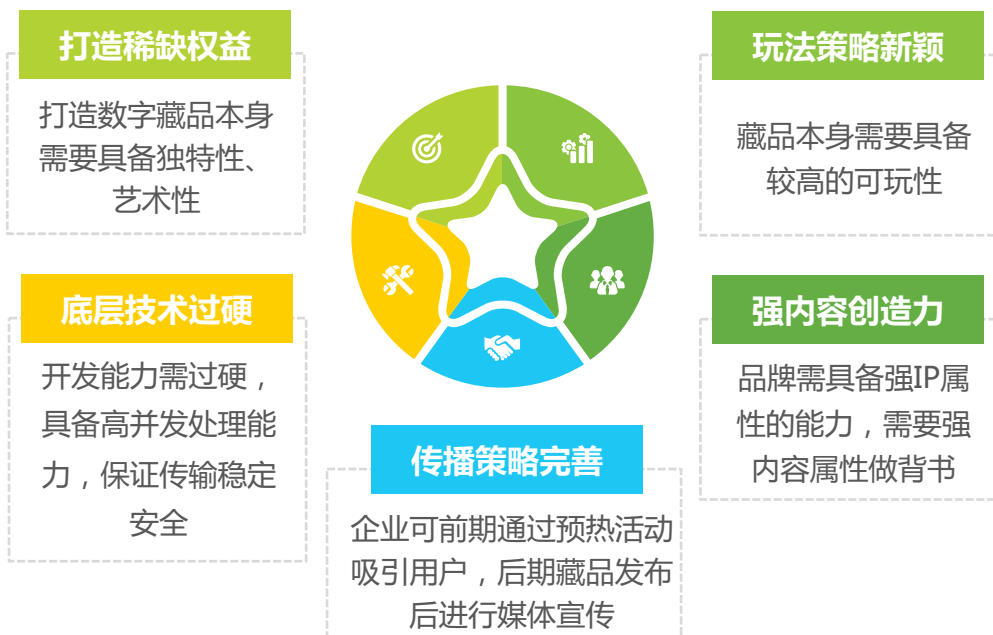 打造稀缺权益
打造数字藏品本身
需要具备独特性、
艺术性
玩法策略新颖
藏品本身需要具备
较高的可玩性
底层技术过硬
开发能力需过硬，
具备高并发处理能
力，保证传输稳定
安全
强内容创造力
品牌需具备强IP属
性的能力，需要强
内容属性做背书
传播策略完善
企业可前期通过预热活动
吸引用户，后期藏品发布
后进行媒体宣传